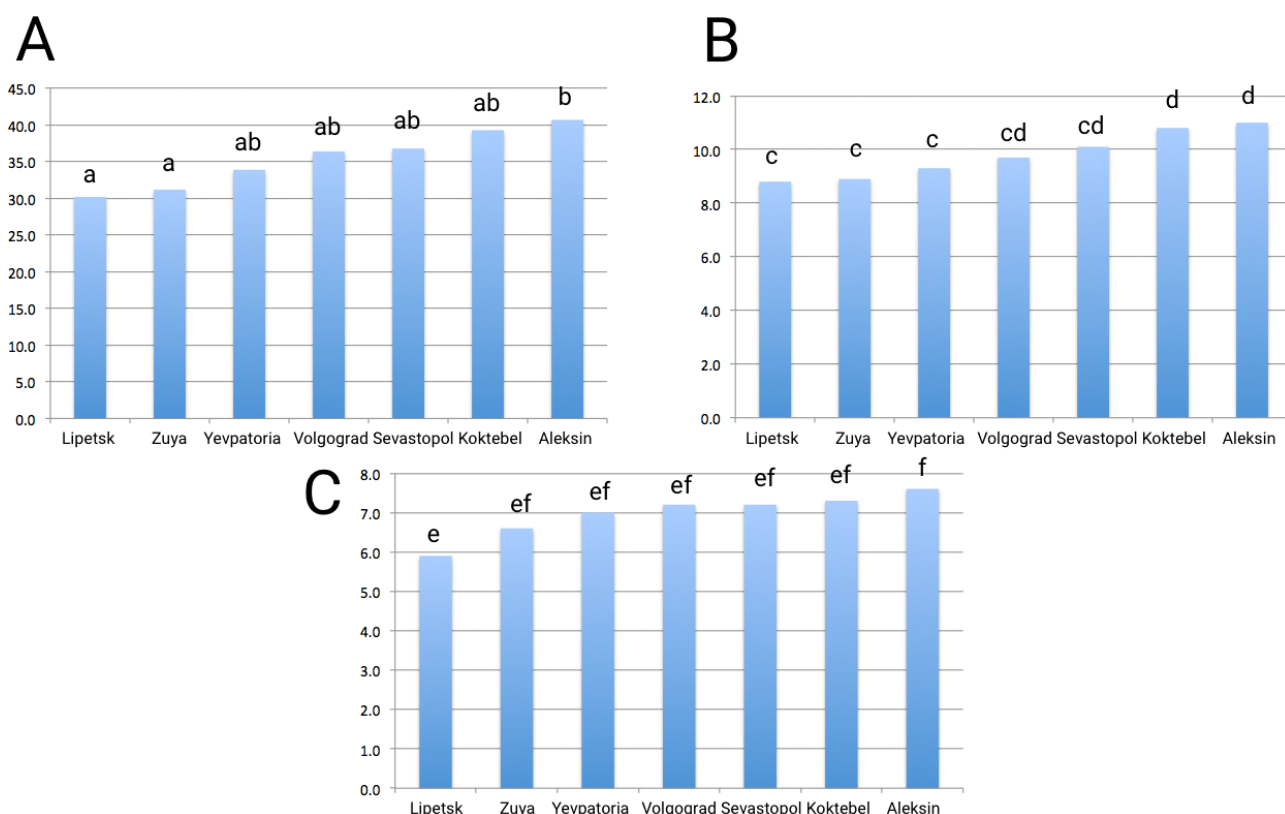 A
45.0
40.0
35.0
30.0
25.0
20.0
15.0
10.0
5.0
0.0
a a ab ab ab ab b
Lipetsk Zuya Yevpatoria Volgograd Sevastopol Koktebel Aleksin
B
12.0
10.0
8.0
6.0
4.0
2.0
0.0
c c c cd cd d d
Lipetsk Zuya Yevpatoria Volgograd Sevastopol Koktebel Aleksin
C
8.0
7.0
6.0
5.0
4.0
3.0
2.0
1.0
0.0
e ef ef ef ef ef f
Lipetsk Zuya Yevpatoria Volgograd Sevastopol Koktebel Aleksin